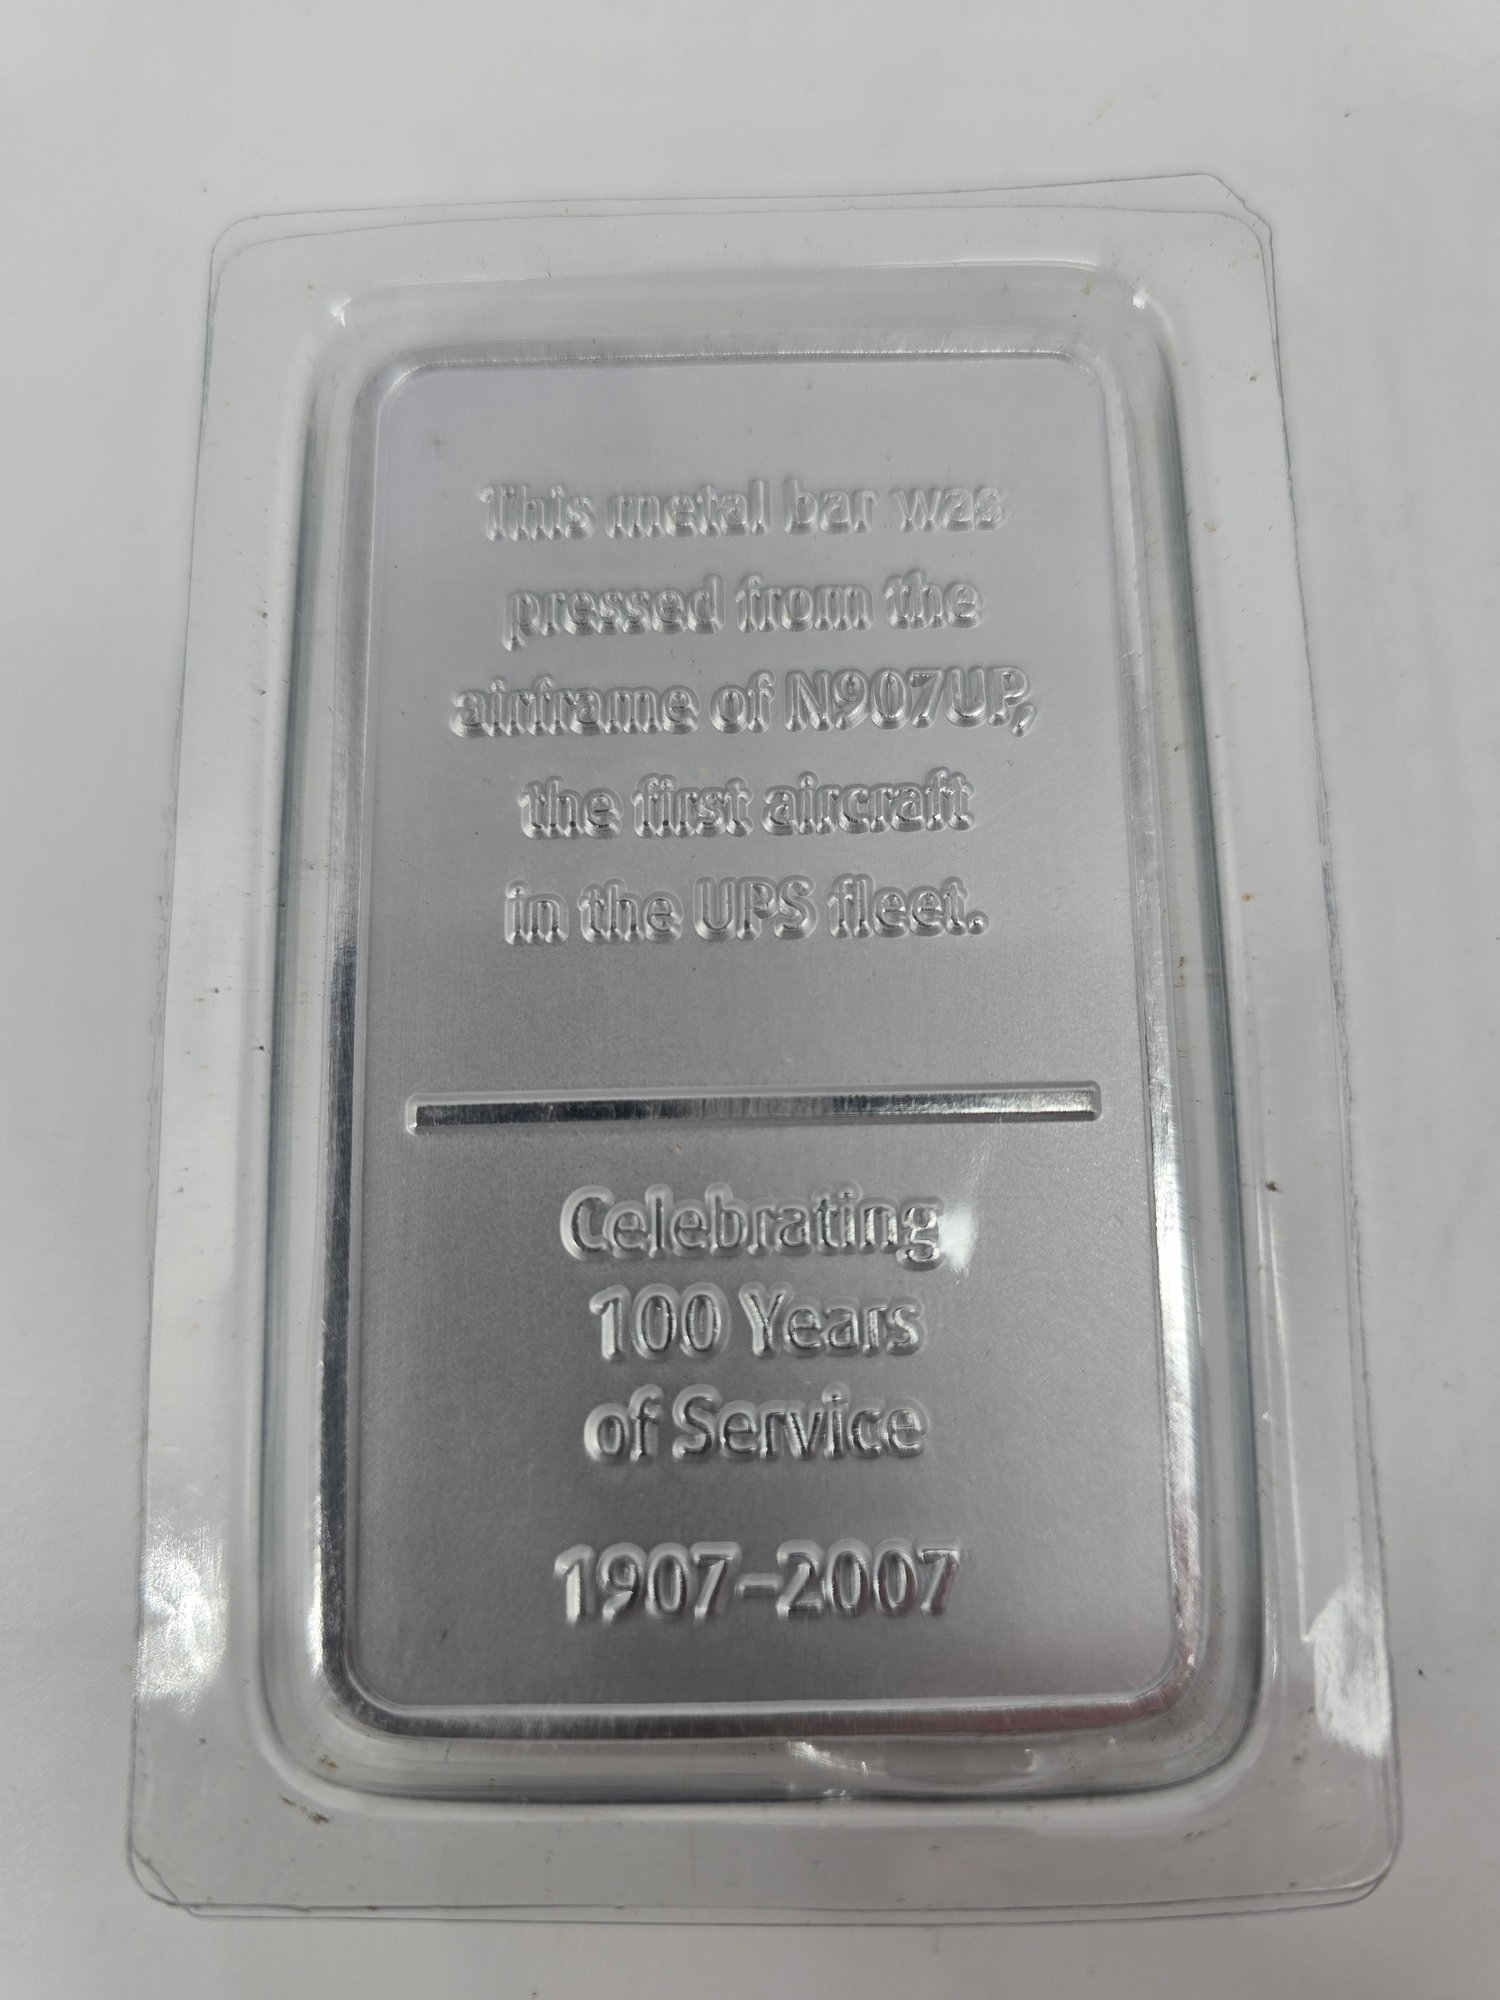 This metal bar was
pressed from the
airframe of N907UP,
the first aircraft
in the UPS fleet.
Celebrating
100 Years
of Service
1907-2007